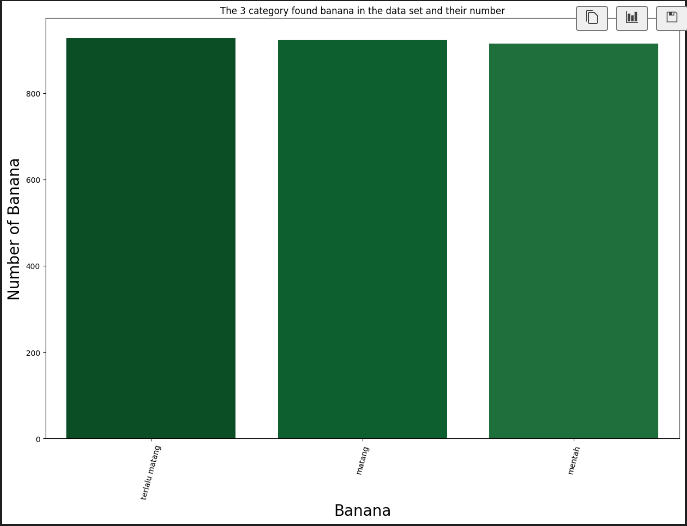 The 3 category found banana in the data set and their number
Number of Banana
800
600
400
200
0
terlalu matang
matang
mentah
Banana